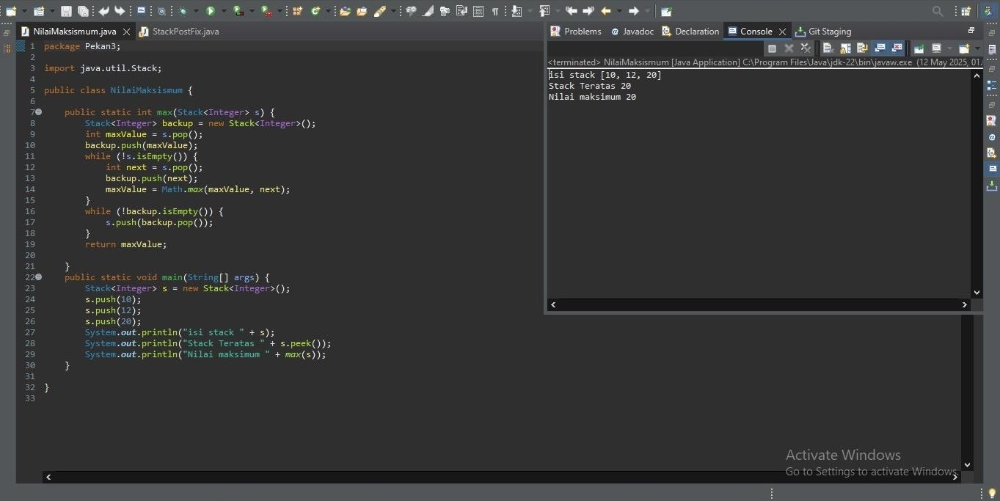 NilaiMaksismum.java
StackPostFix.java
1 package Pekan3;
2
3 import java.util.Stack;
4
5 public class NilaiMaksismum {
6
7 public static int max(Stack<Integer> s) {
8 Stack<Integer> backup = new Stack<Integer>();
9 int maxValue = s.pop();
10 backup.push(maxValue);
11 while (!s.isEmpty()) {
12 int next = s.pop();
13 backup.push(next);
14 maxValue = Math.max(maxValue, next);
15 }
16 while (!backup.isEmpty()) {
17 s.push(backup.pop());
18 }
19 return maxValue;
20
21 }
22 public static void main(String[] args) {
23 Stack<Integer> s = new Stack<Integer>();
24 s.push(10);
25 s.push(12);
26 s.push(20);
27 System.out.println("isi stack " + s);
28 System.out.println("Stack Teratas " + s.peek());
29 System.out.println("Nilai maksimum " + max(s));
30 }
31
32 }
33
Problems @ Javadoc Declaration Console Git Staging
<terminated> NilaiMaksismum [Java Application] C:\Program Files\Java\jdk-22\bin\javaw.exe (12 May 2025, 01.
isi stack [10, 12, 20]
Stack Teratas 20
Nilai maksimum 20
Activate Windows
Go to Settings to activate Windows.